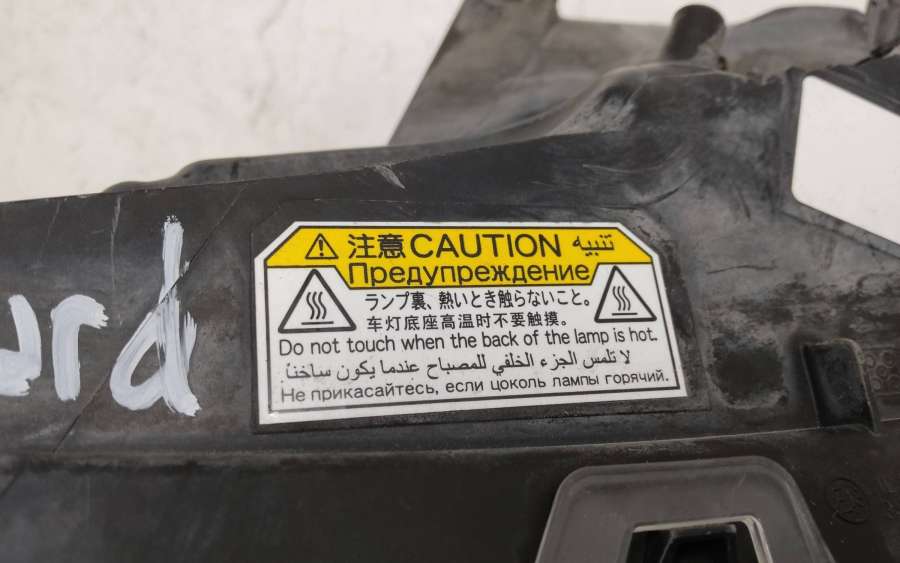 ard
注意 CAUTION تنبيه
Предупреждение
ランプ裏、熱いとき触らないこと。
车灯底座高温时不要触摸。
Do not touch when the back of the lamp is hot.
لا تلمس الجزء الخلفي للمصباح عندما يكون ساخناً
Не прикасайтесь, если цоколь лампы горячий.